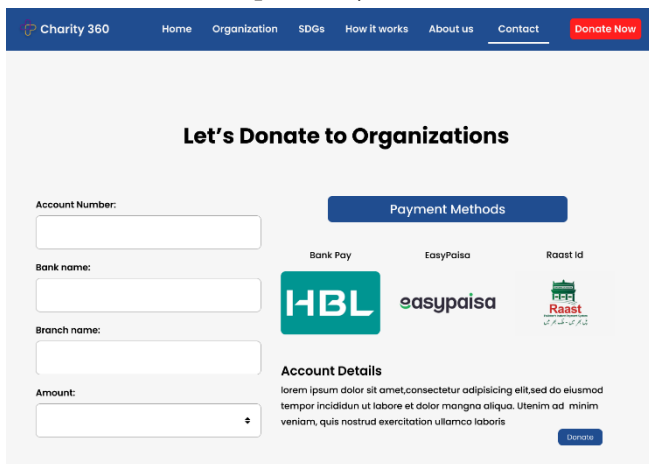 Charity 360
Home Organization SDGs How it works About us Contact Donate Now
Let's Donate to Organizations
Account Number:
Bank name:
Branch name:
Amount:
Payment Methods
Bank Pay EasyPaisa Raast Id
HBL easypaisa Raast
Account Details
lorem ipsum dolor sit amet,consectetur adipisicing elit,sed do eiusmod
tempor incididun ut labore et dolor mangna aliqua. Utenim ad minim
veniam, quis nostrud exercitation ullamco laboris
Donate